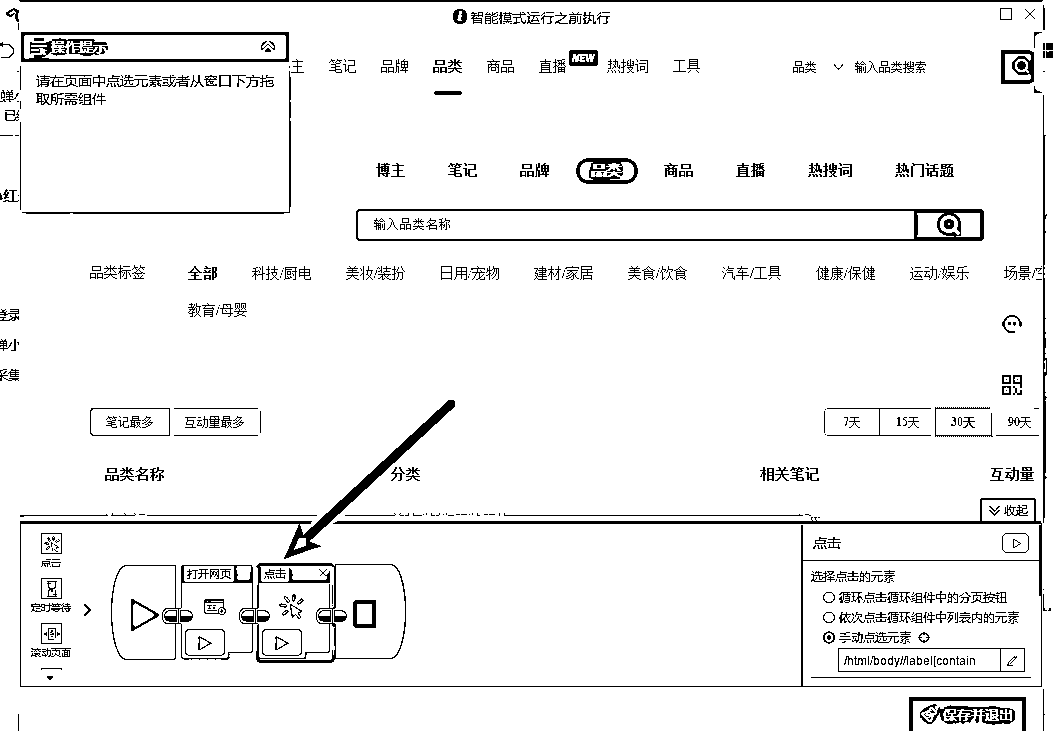 智能模式运行之前执行
操作提示
请在页面中点选元素或者从窗口下方拖
取所需组件
主 笔记 品牌 品类 商品 直播 NEW 热搜词 工具 品类 输入品类搜索
博主 笔记 品牌 品类 商品 直播 热搜词 热门话题
输入品类名称
品类标签 全部 科技/厨电 美妆/装扮 日用/宠物 建材/家居 美食/饮食 汽车/工具 健康/保健 运动/娱乐 场景/
教育/母婴
登录
采集
笔记最多 互动量最多 7天 15天 30天 90天
品类名称 分类 相关笔记 互动量
收起
点击
定时等待
滚动页面
打开网页
点击
点击
选择点击的元素
循环点击循环组件中的分页按钮
依次点击循环组件中列表内的元素
手动点选元素
/html/body//label[contain
保存并退出